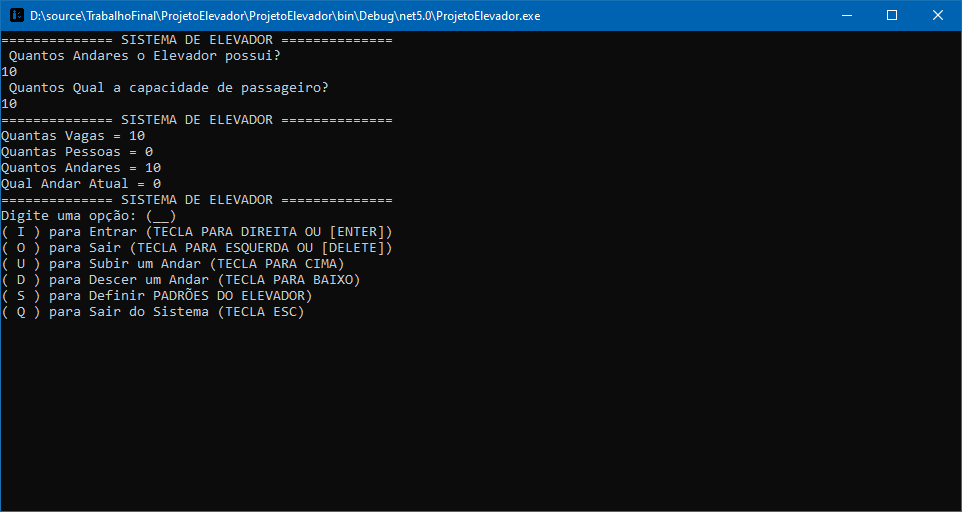 D:\source\TrabalhoFinal\ProjetoElevador\ProjetoElevador\bin\Debug\net5.0\ProjetoElevador.exe
============== SISTEMA DE ELEVADOR ==============
Quantos Andares o Elevador possui?
10
Quantos Qual a capacidade de passageiro?
10
============== SISTEMA DE ELEVADOR ==============
Quantas Vagas = 10
Quantas Pessoas = 0
Quantos Andares = 10
Qual Andar Atual = 0
============== SISTEMA DE ELEVADOR ==============
Digite uma opção: (__)
( I ) para Entrar (TECLA PARA DIREITA OU [ENTER])
( O ) para Sair (TECLA PARA ESQUERDA OU [DELETE])
( U ) para Subir um Andar (TECLA PARA CIMA)
( D ) para Descer um Andar (TECLA PARA BAIXO)
( S ) para Definir PADRÕES DO ELEVADOR)
( Q ) para Sair do Sistema (TECLA ESC)